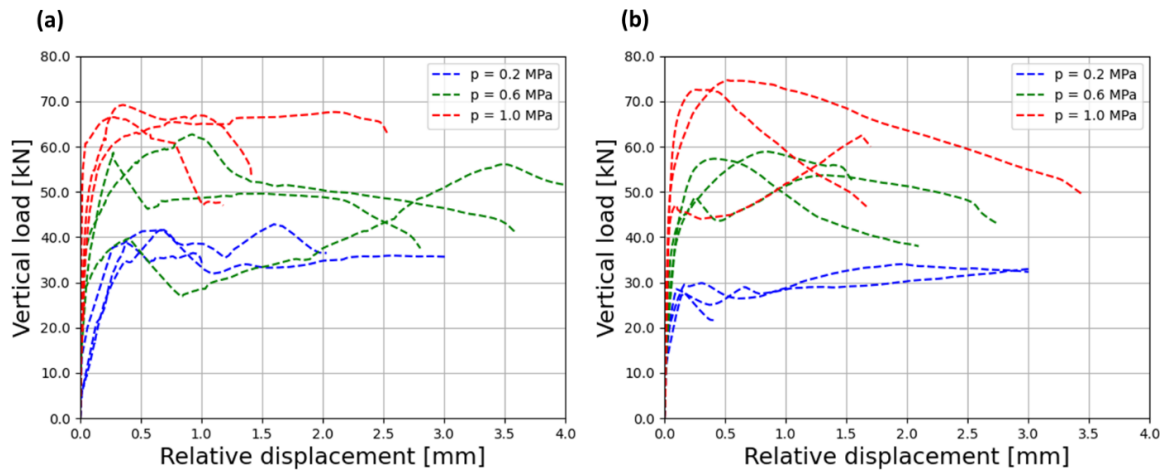 (a)
Vertical load [kN]
80.0
70.0
60.0
50.0
40.0
30.0
20.0
10.0
0.0
p = 0.2 MPa
p = 0.6 MPa
p = 1.0 MPa
0.0 0.5 1.0 1.5 2.0 2.5 3.0 3.5 4.0
Relative displacement [mm]
(b)
Vertical load [kN]
80.0
70.0
60.0
50.0
40.0
30.0
20.0
10.0
0.0
p = 0.2 MPa
p = 0.6 MPa
p = 1.0 MPa
0.0 0.5 1.0 1.5 2.0 2.5 3.0 3.5 4.0
Relative displacement [mm]